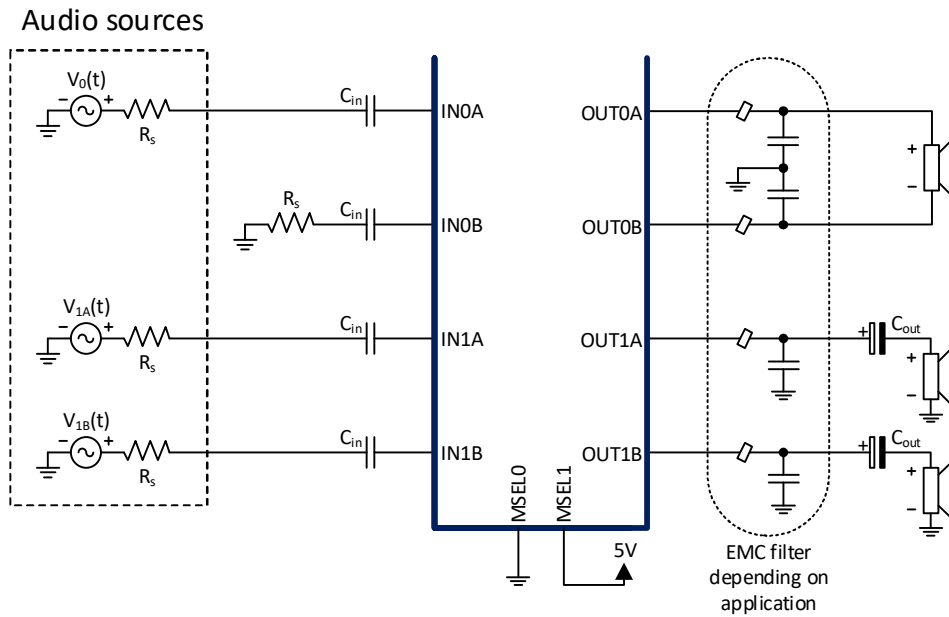 Audio sources
V0(t)
- +
Rs
Cin
IN0A
OUT0A
Rs
Cin
IN0B
OUT0B
+
-
V1A(t)
- +
Rs
Cin
IN1A
OUT1A
+
Cout
+
-
V1B(t)
- +
Rs
Cin
IN1B
OUT1B
+
Cout
+
-
MSEL0
MSEL1
5V
EMC filter
depending on
application